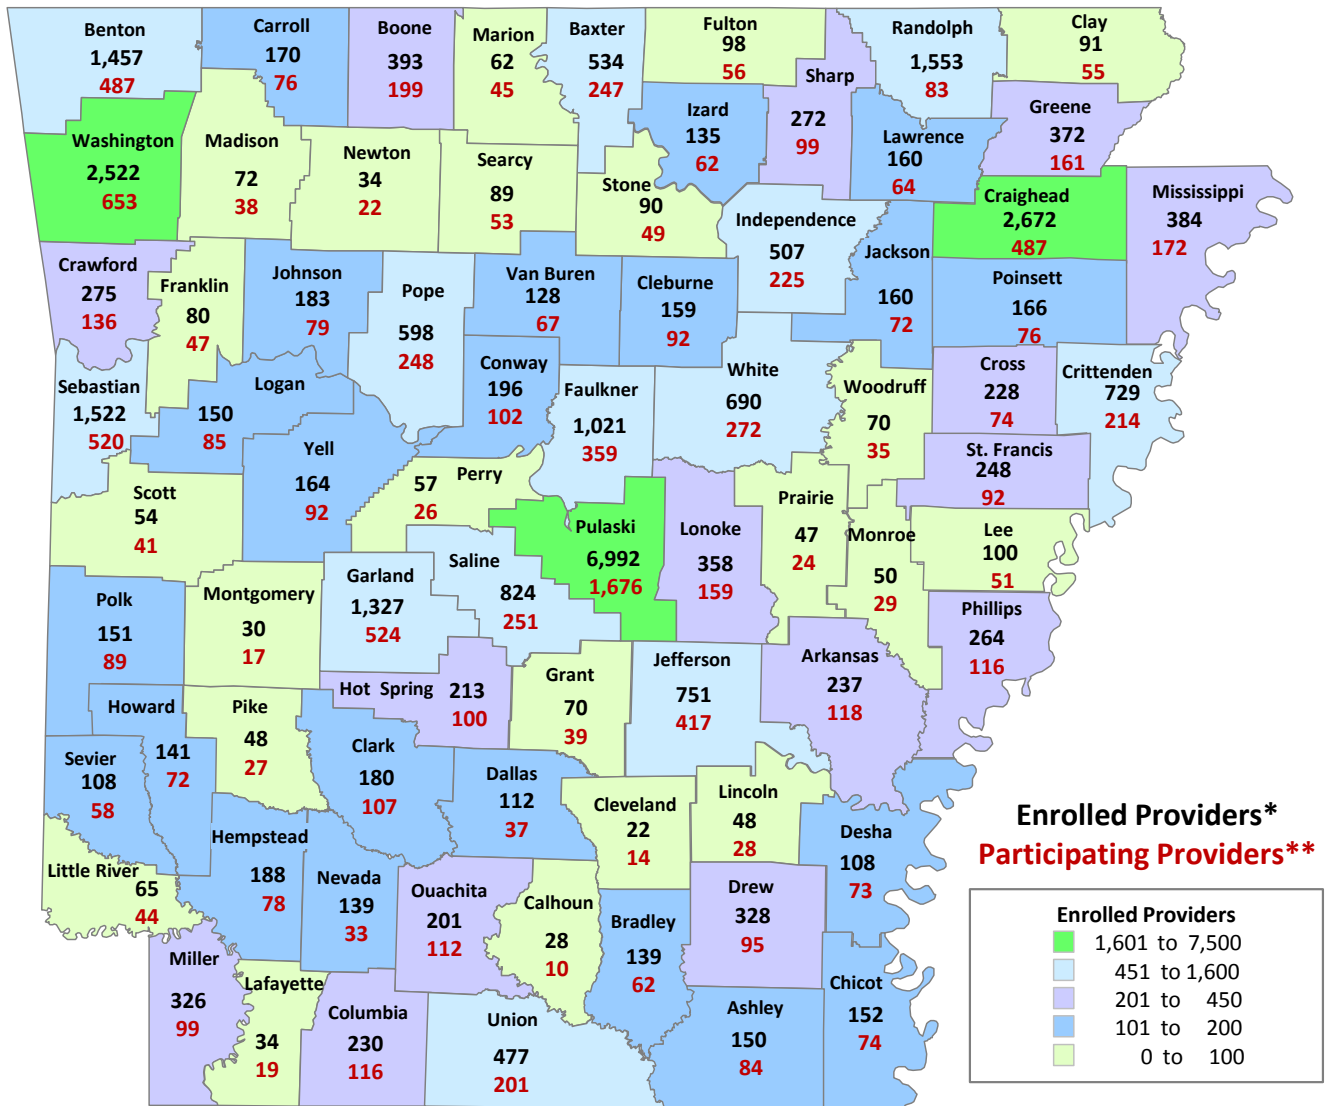 Benton
1,457
487
Carroll
170
76
Boone
393
199
Marion
62
45
Baxter
534
247
Fulton
98
56
Sharp
272
99
Randolph
1,553
83
Clay
91
55
Washington
2,522
653
Madison
72
38
Newton
34
22
Searcy
89
53
Stone
90
49
Izard
135
62
Lawrence
160
64
Greene
372
161
Craighead
2,672
487
Mississippi
384
172
Independence
507
225
Jackson
160
72
Poinsett
166
76
Crawford
275
136
Franklin
80
47
Johnson
183
79
Pope
598
248
Van Buren
128
67
Cleburne
159
92
Conway
196
102
Sebastian
1,522
520
Logan
150
85
Yell
164
92
Faulkner
1,021
359
White
690
272
Woodruff
70
35
Cross
228
74
Crittenden
729
214
St. Francis
248
92
Scott
54
41
Perry
57
26
Pulaski
6,992
1,676
Lonoke
358
159
Prairie
47
24
Monroe
50
29
Lee
100
51
Phillips
264
116
Polk
151
89
Montgomery
30
17
Garland
1,327
524
Saline
824
251
Hot Spring
213
100
Grant
70
39
Jefferson
751
417
Arkansas
237
118
Howard
141
72
Pike
48
27
Clark
180
107
Sevier
108
58
Dallas
112
37
Cleveland
22
14
Lincoln
48
28
Desha
108
73
Little River
65
44
Hempstead
188
78
Nevada
139
33
Ouachita
201
112
Calhoun
28
10
Bradley
139
62
Drew
328
95
Miller
326
99
Lafayette
34
19
Columbia
230
116
Union
477
201
Ashley
150
84
Chicot
152
74
Enrolled Providers*
Participating Providers**
Enrolled Providers
1,601 to 7,500
451 to 1,600
201 to 450
101 to 200
0 to 100